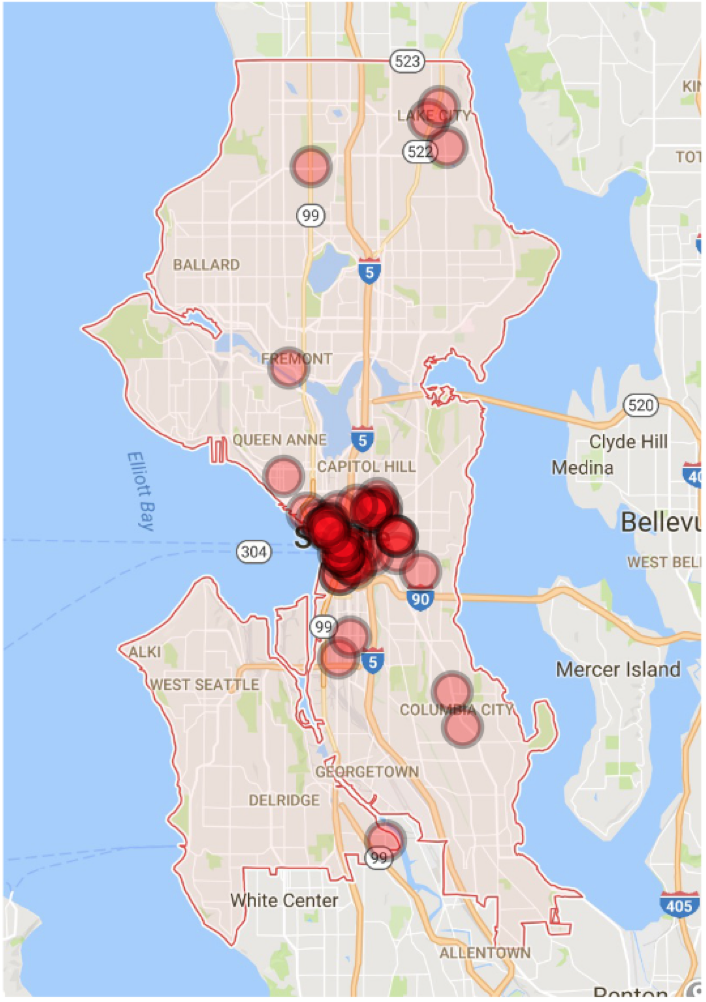 523
KIN
LAKE CITY
522
TOT
99
BALLARD
5
FREMONT
520
QUEEN ANNE
5
Clyde Hill
CAPITOL HILL
Medina
Elliott Bay
Bellevu
304
WEST BEL
90
99
ALKI
5
Mercer Island
WEST SEATTLE
COLUMBIA CITY
GEORGETOWN
DELRIDGE
99
White Center
405
ALLENTOWN
Renton